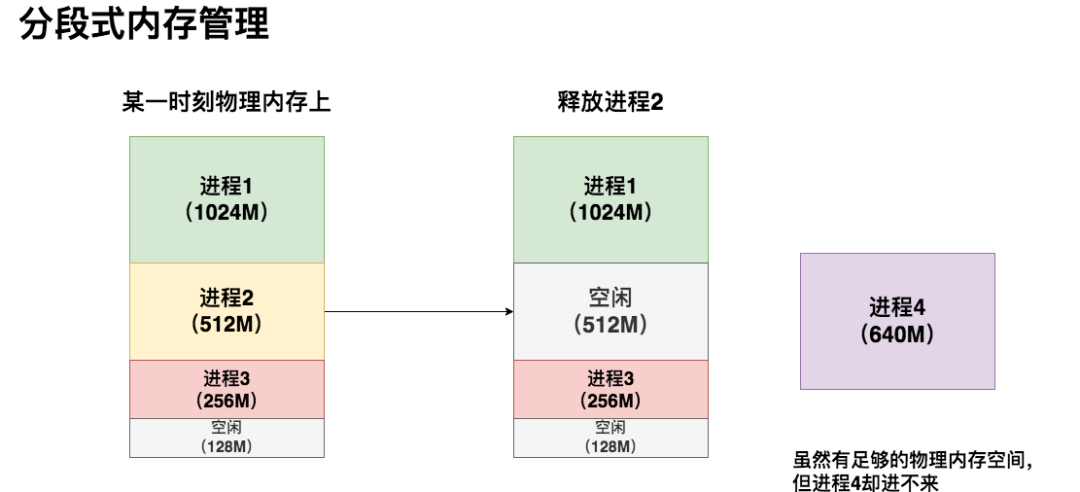 分段式内存管理
某一时刻物理内存上
释放进程2
进程1
（1024M）
进程2
（512M）
进程3
（256M）
空闲
（128M）
进程1
（1024M）
空闲
（512M）
进程3
（256M）
空闲
（128M）
进程4
（640M）
虽然有足够的物理内存空间，
但进程4却进不来